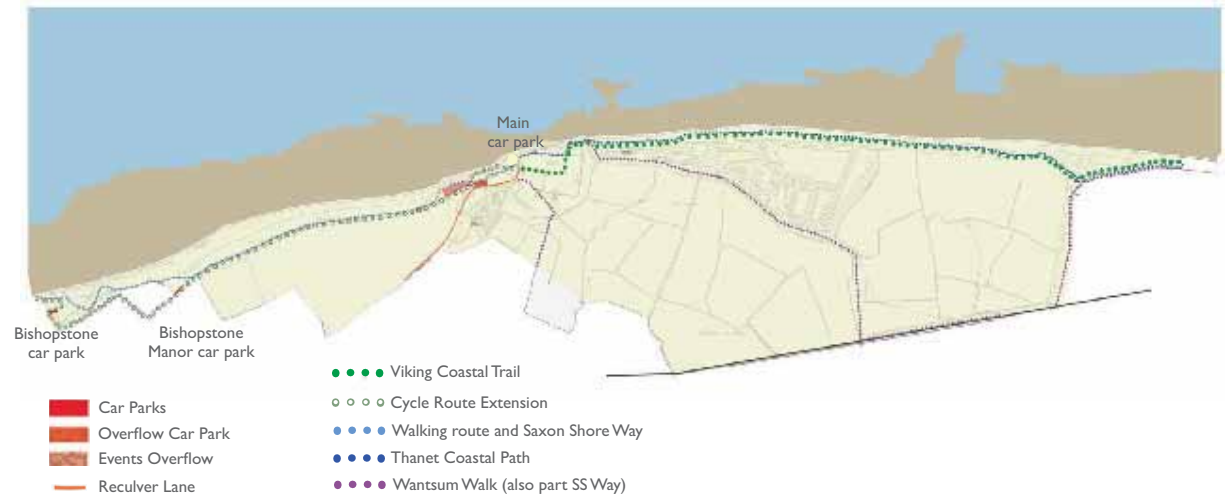 Main
car park
Bishopstone
car park
Bishopstone
Manor car park
Car Parks
Overflow Car Park
Events Overflow
Reculver Lane
Viking Coastal Trail
Cycle Route Extension
Walking route and Saxon Shore Way
Thanet Coastal Path
Wantsum Walk (also part SS Way)